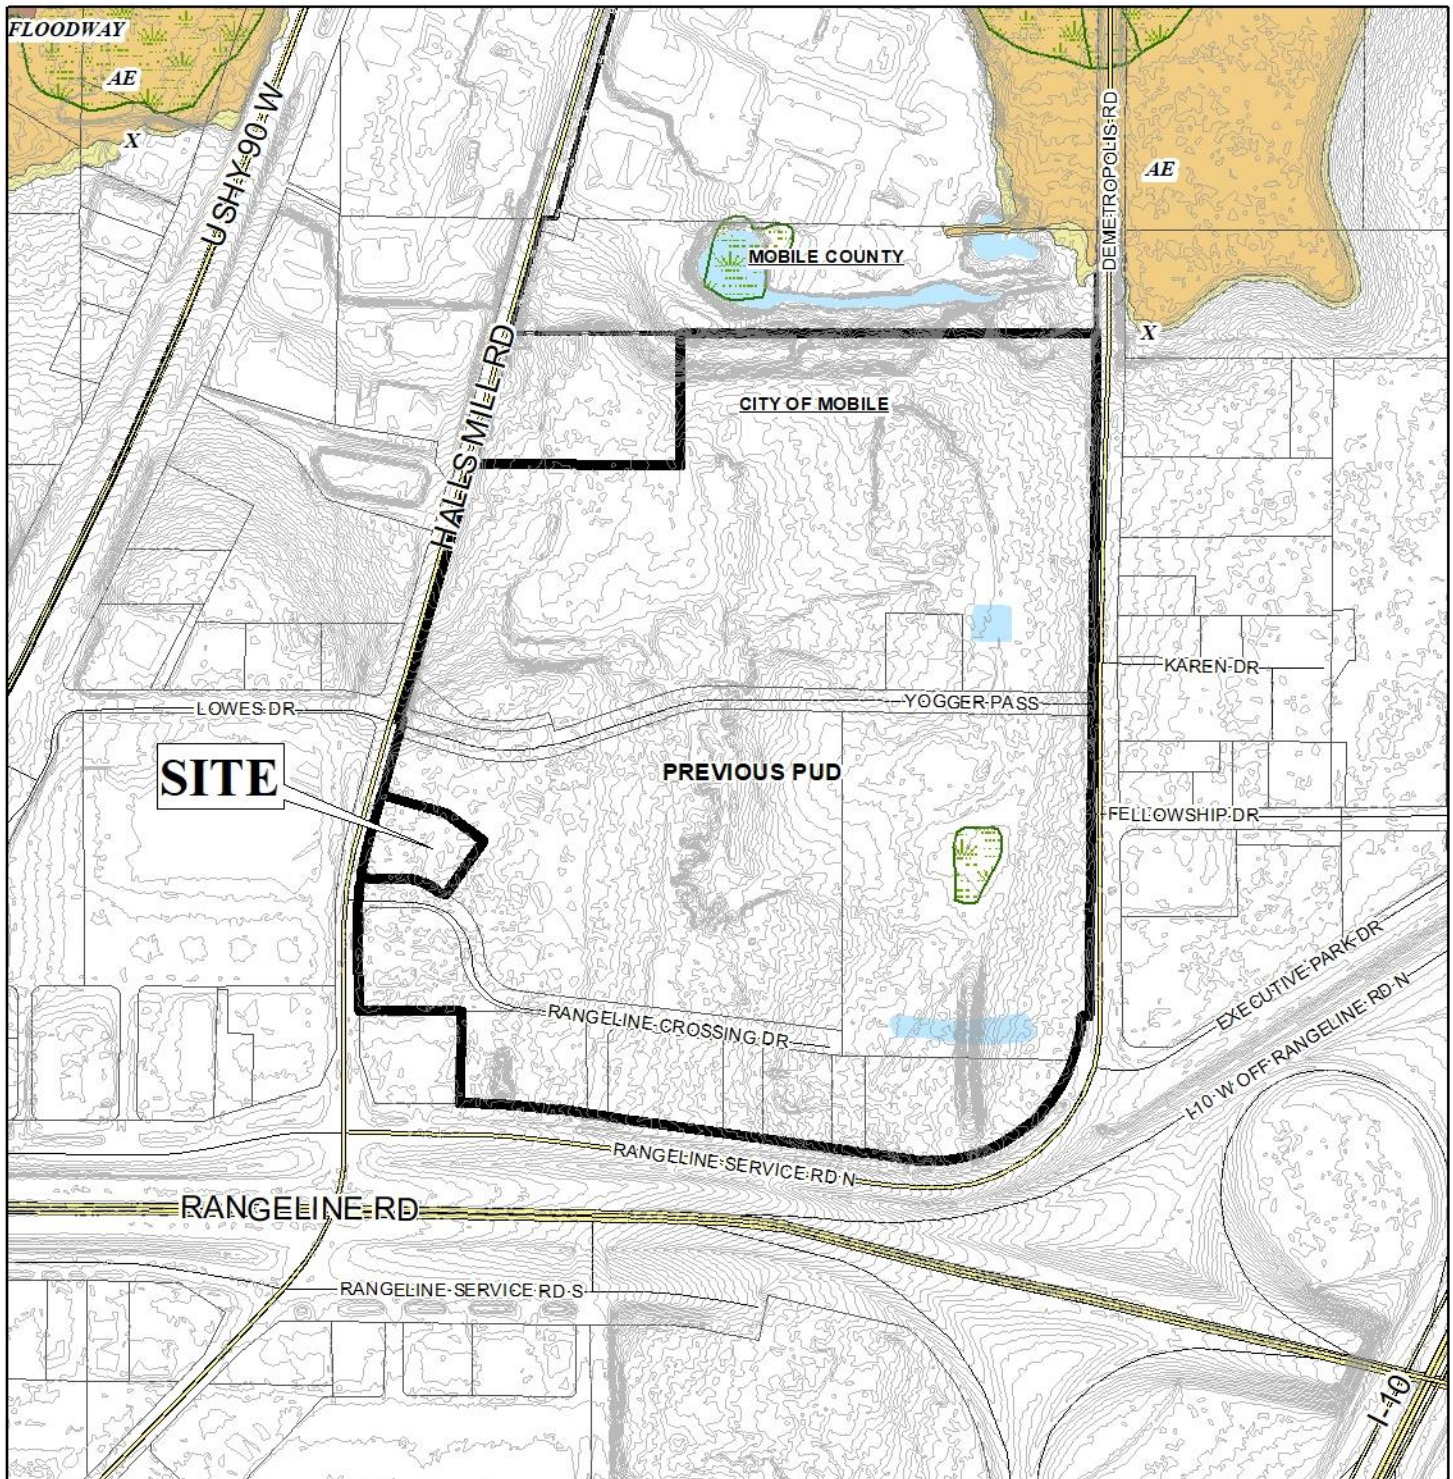 FLOODWAY
AE
X
U S HY 90 W
DEMETROPOLIS RD
AE
MOBILE COUNTY
X
HALLS MILL RD
CITY OF MOBILE
KAREN DR
LOWES DR
YOGGER PASS
SITE
PREVIOUS PUD
FELLOWSHIP DR
EXECUTIVE PARK DR
I-10 W OFF RANGELINE RD N
RANGELINE CROSSING DR
RANGELINE SERVICE RD N
RANGELINE RD
RANGELINE SERVICE RD S
I-10